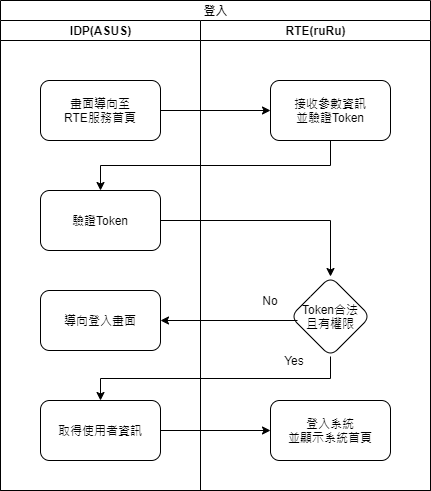 登入
IDP(ASUS)
RTE(ruRu)
畫面導向至
RTE服務首頁
接收參數資訊
並驗證Token
驗證Token
No
導向登入畫面
Token合法
且有權限
Yes
取得使用者資訊
登入系統
並顯示系統首頁